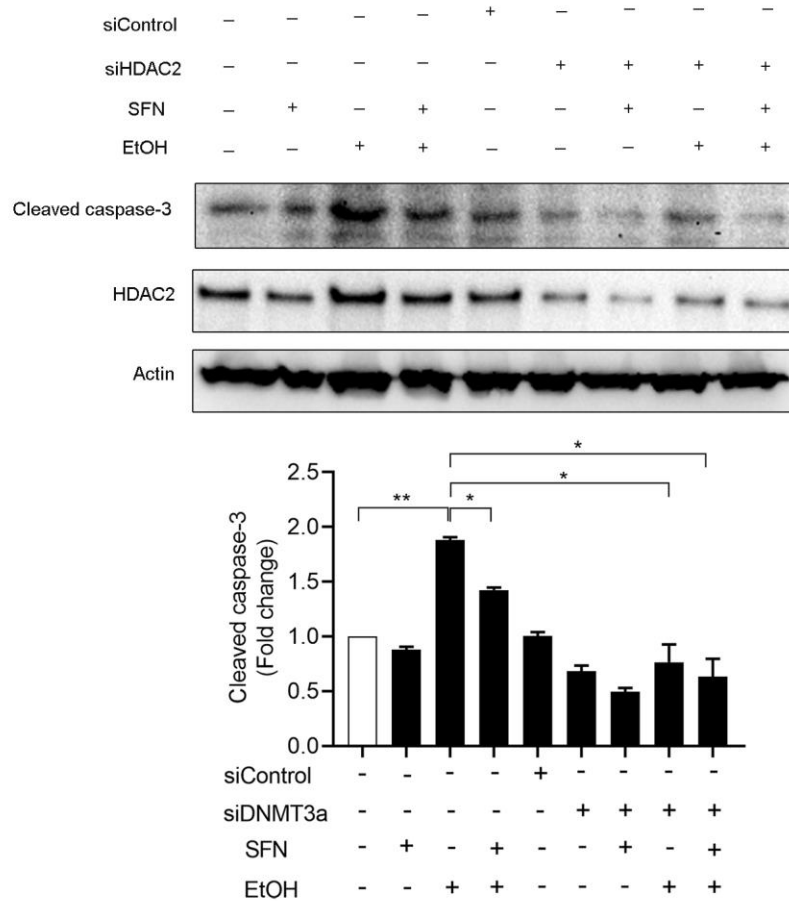 siControl – – – – + – – – –
siHDAC2 – – – – – + + + +
SFN – + – + – – + – +
EtOH – – + + – – – + +
Cleaved caspase-3
HDAC2
Actin
*
*
** *
Cleaved caspase-3
(Fold change)
2.5
2.0
1.5
1.0
0.5
0.0
siControl - - - - + - - - -
siDNMT3a - - - - - + + + +
SFN - + - + - - + - +
EtOH - - + + - - - + +